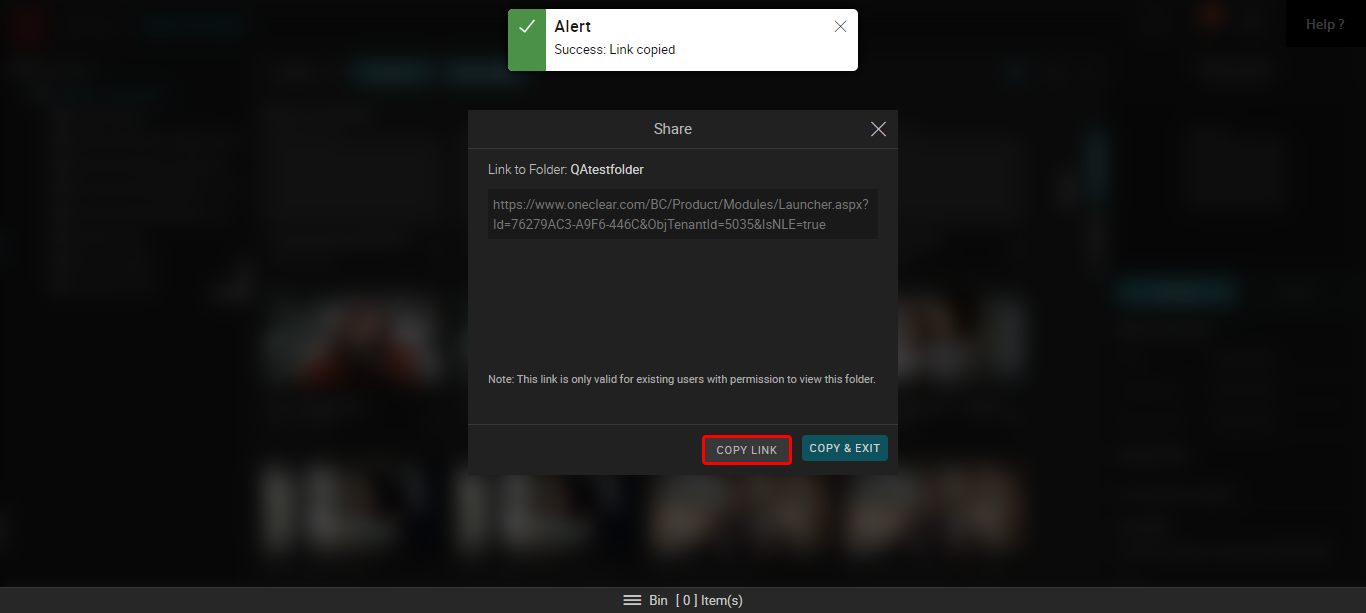 Alert
Success: Link copied
Help ?
Share
Link to Folder: QAtestfolder
https://www.oneclear.com/BC/Product/Modules/Launcher.aspx?
Id=76279AC3-A9F6-446C&ObjTenantId=5035&IsNLE=true
Note: This link is only valid for existing users with permission to view this folder.
COPY LINK
COPY & EXIT
Bin [ 0 ] Item(s)